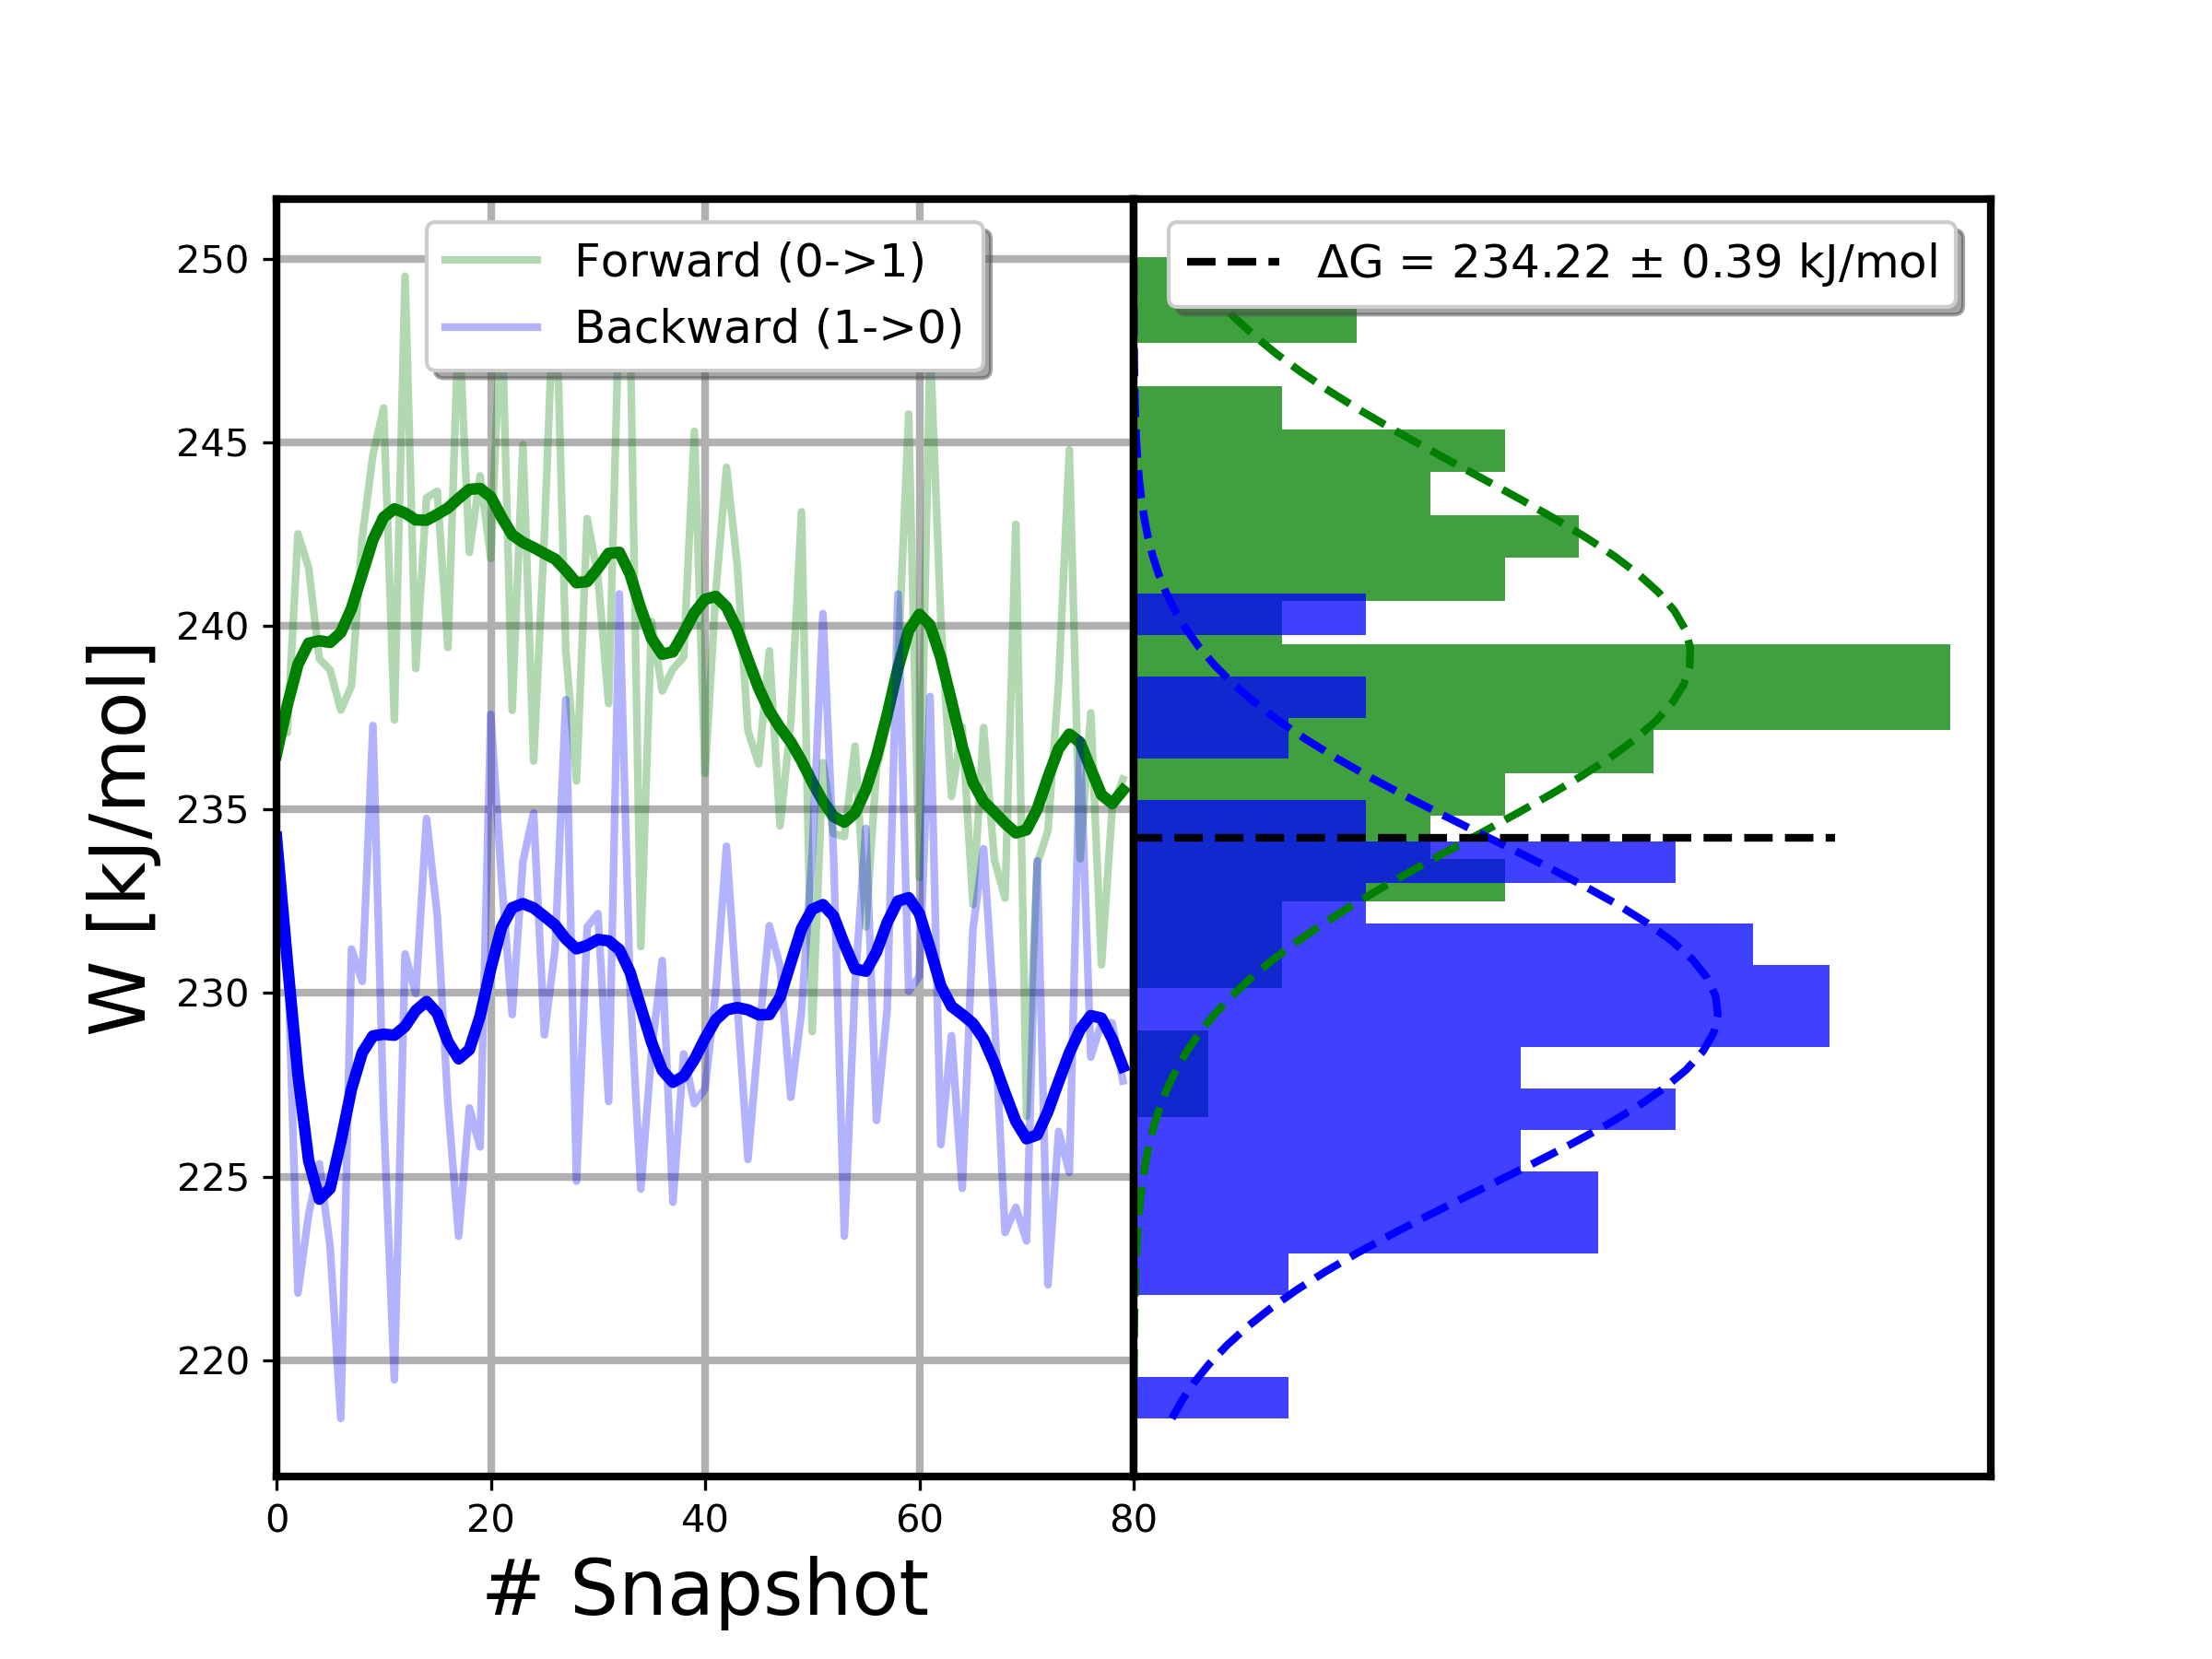 Forward (0->1)
Backward (1->0)
ΔG = 234.22 ± 0.39 kJ/mol
W [kJ/mol]
250
245
240
235
230
225
220
0 20 40 60 80
# Snapshot